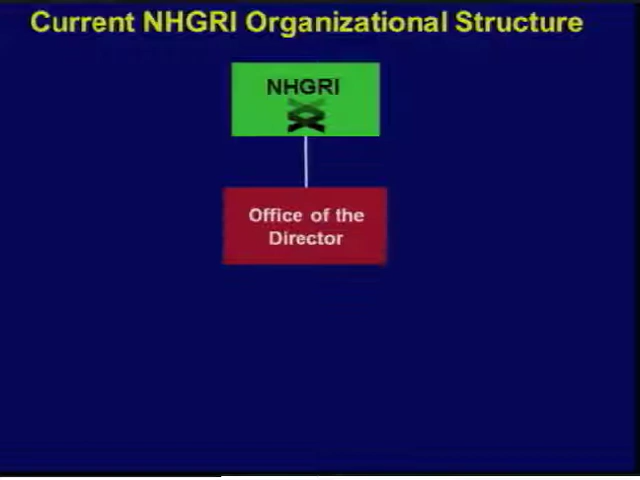 Current NHGRI Organizational Structure
NHGRI
Office of the
Director